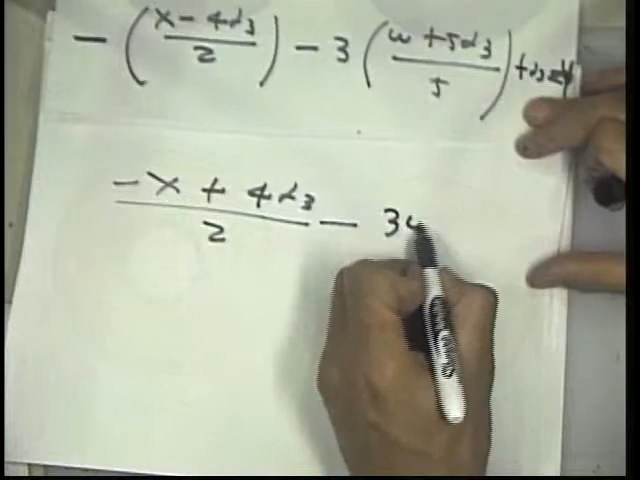 - (x - 4α₃ / 2) - 3 (ω + 5α₃ / 5)
-x + 4α₃ / 2 - 3